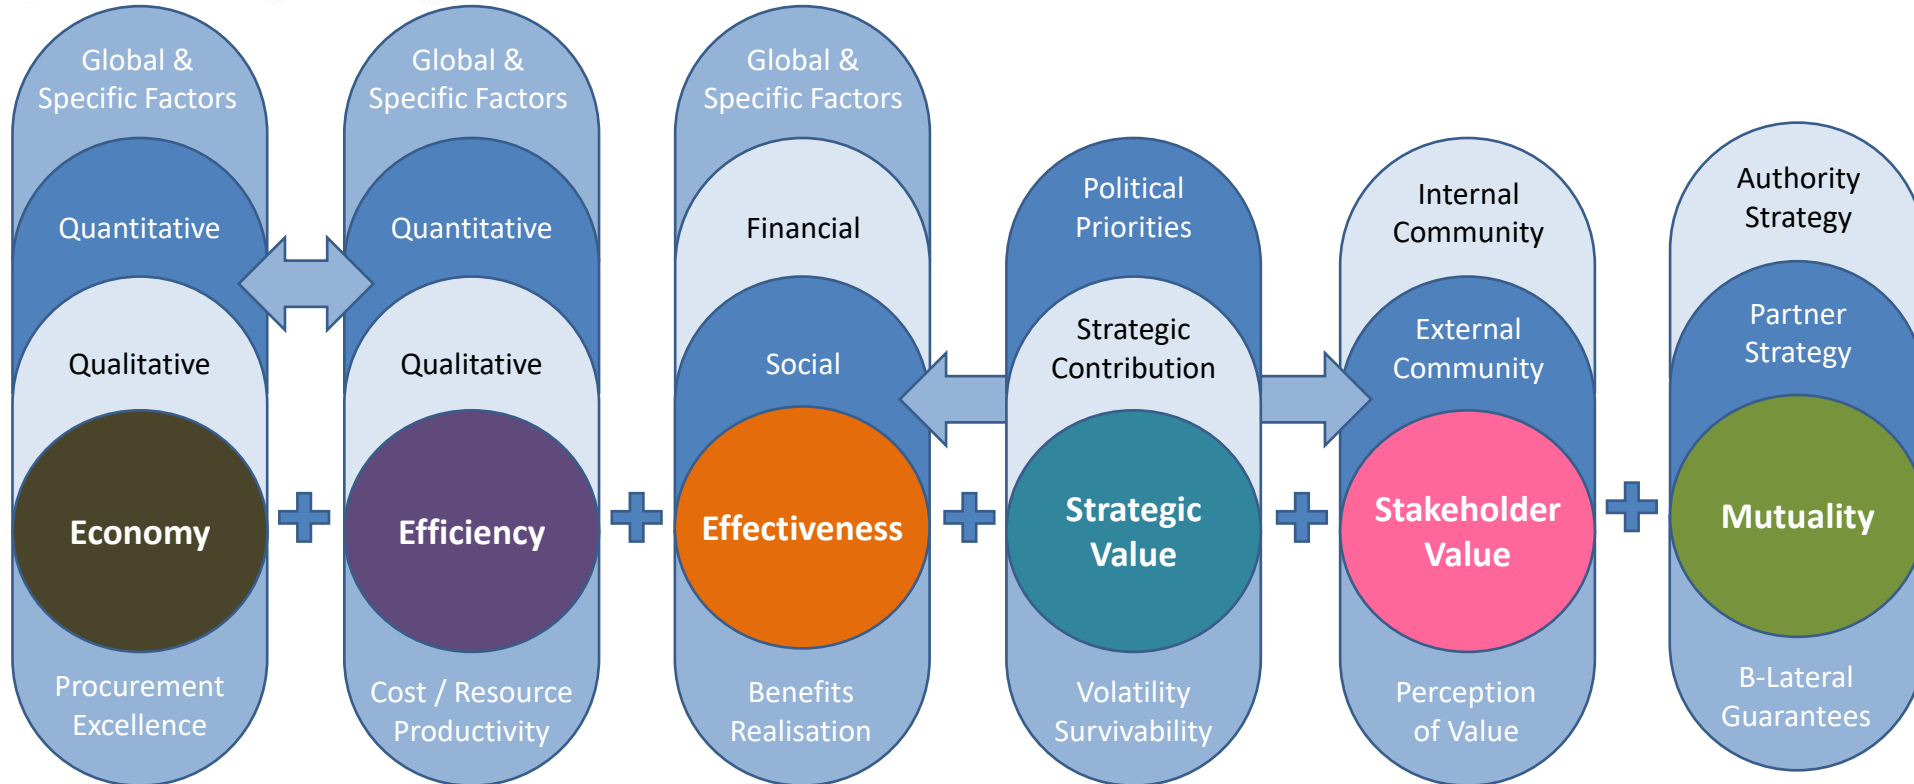 Global &
Specific Factors
Quantitative
Qualitative
Economy
Procurement
Excellence
Global &
Specific Factors
Quantitative
Qualitative
Efficiency
Cost / Resource
Productivity
Global &
Specific Factors
Financial
Social
Effectiveness
Benefits
Realisation
Political
Priorities
Strategic
Contribution
Strategic
Value
Volatility
Survivability
Internal
Community
External
Community
Stakeholder
Value
Perception
of Value
Authority
Strategy
Partner
Strategy
Mutuality
B-Lateral
Guarantees